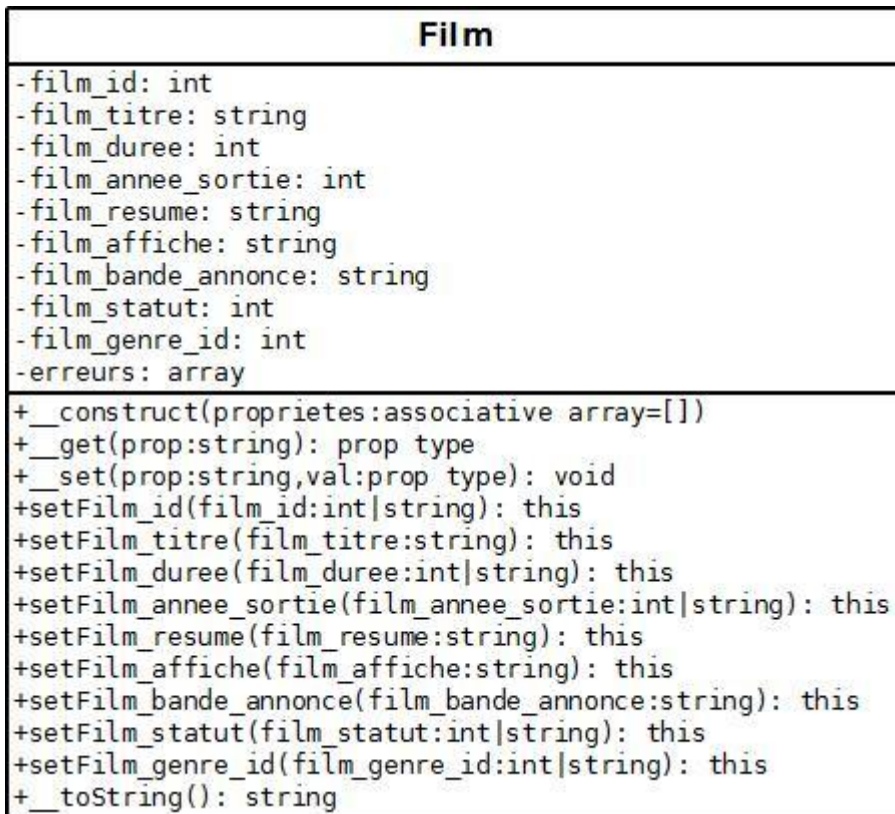 Film
-film_id: int
-film_titre: string
-film_duree: int
-film_annee_sortie: int
-film_resume: string
-film_affiche: string
-film_bande_annonce: string
-film_statut: int
-film_genre_id: int
-erreurs: array
+__construct(proprietes:associative array=[])
+__get(prop:string): prop type
+__set(prop:string,val:prop type): void
+setFilm_id(film_id:int|string): this
+setFilm_titre(film_titre:string): this
+setFilm_duree(film_duree:int|string): this
+setFilm_annee_sortie(film_annee_sortie:int|string): this
+setFilm_resume(film_resume:string): this
+setFilm_affiche(film_affiche:string): this
+setFilm_bande_annonce(film_bande_annonce:string): this
+setFilm_statut(film_statut:int|string): this
+setFilm_genre_id(film_genre_id:int|string): this
+__toString(): string